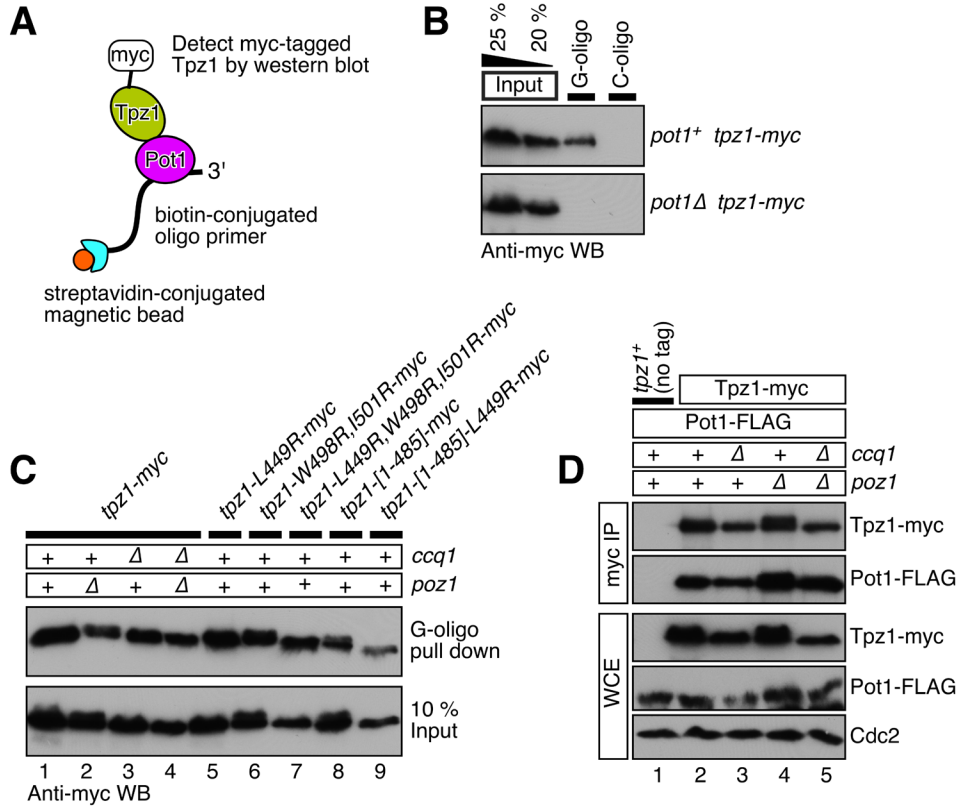 A
myc
Detect myc-tagged
Tpz1 by western blot
Tpz1
Pot1
3'
biotin-conjugated
oligo primer
streptavidin-conjugated
magnetic bead
B
25 %
20 %
G-oligo
C-oligo
Input
pot1+ tpz1-myc
pot1Δ tpz1-myc
Anti-myc WB
C
tpz1-myc
tpz1-L449R-myc
tpz1-W498R,I501R-myc
tpz1-L449R,W498R,I501R-myc
tpz1-[1-485]-myc
tpz1-[1-485]-L449R-myc
+ + Δ Δ + + + + + ccq1
+ Δ + Δ + + + + + poz1
G-oligo
pull down
10 %
Input
1 2 3 4 5 6 7 8 9
Anti-myc WB
D
tpz1+
(no tag)
Tpz1-myc
Pot1-FLAG
+ + Δ + Δ ccq1
+ + + Δ Δ poz1
myc IP
Tpz1-myc
Pot1-FLAG
WCE
Tpz1-myc
Pot1-FLAG
Cdc2
1 2 3 4 5